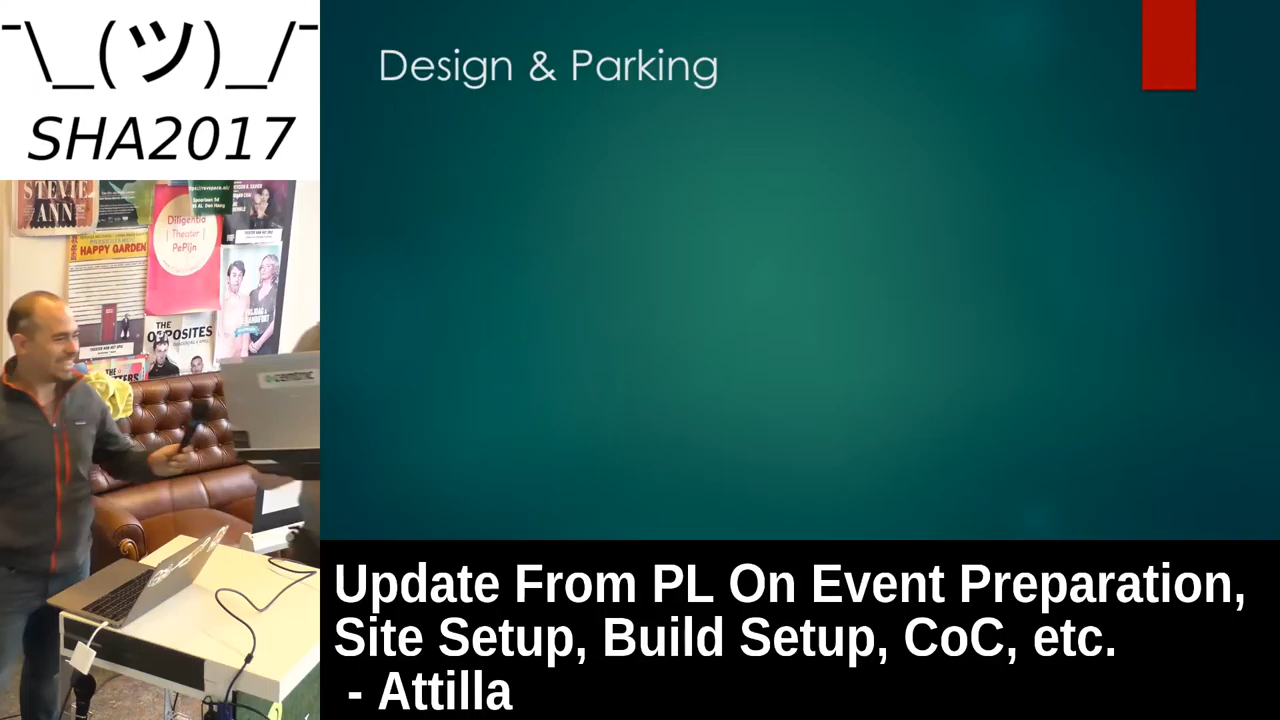 ¯\_(ツ)_/¯
SHA2017
Design & Parking
STEVIE
ANN
HAPPY GARDEN
Diligentia
| Theater |
PePijn
THE
OPPOSITES
Update From PL On Event Preparation,
Site Setup, Build Setup, CoC, etc.
- Attilla